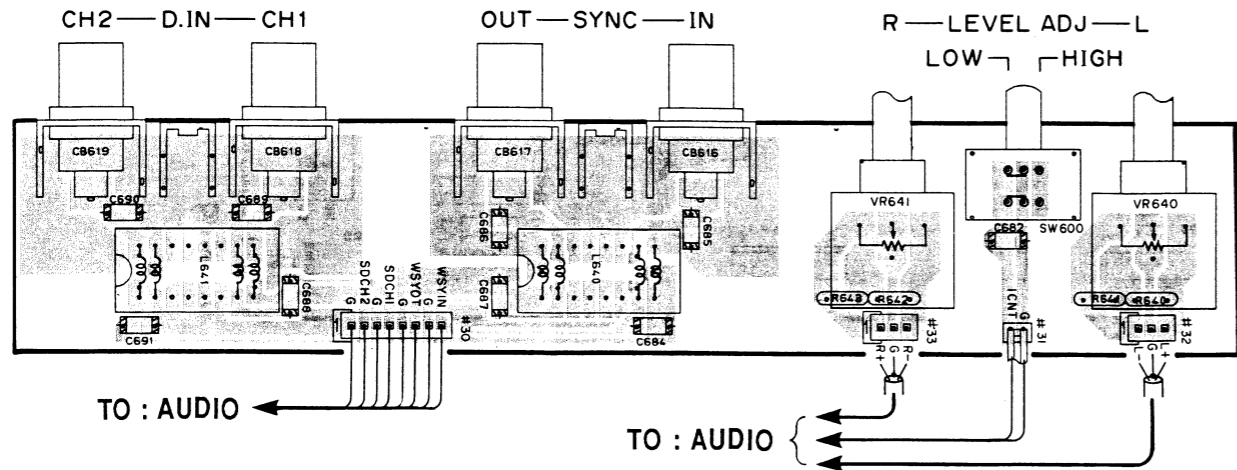 CH2 — D.IN — CH1
OUT — SYNC — IN
R — LEVEL ADJ — L
LOW
HIGH
CB619
CB618
CB617
CB616
C690
C689
C686
C685
VR641
VR640
C682
SW600
L641
L640
C688
C687
C691
C684
G
SDCH2
G
SDCH1
G
WSYOT
G
WSYIN
#30
R643
R642
R641
R640
ICNT
G
#33
#31
#32
R+
G
R-
L-
G
L+
TO : AUDIO
TO : AUDIO